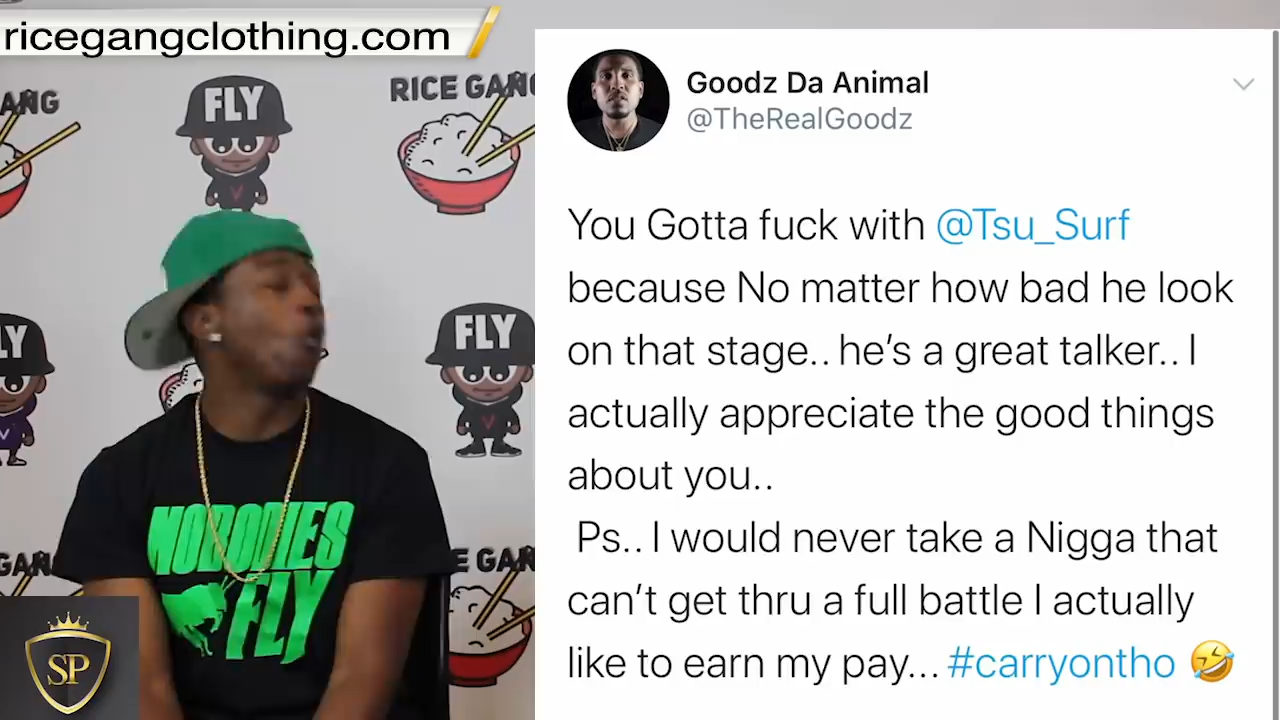 ricegangclothing.com
ANG
FLY
RICE GANG
LY
FLY
NOBODIES
FLY
GANG
E GAN
SP
Goodz Da Animal
@TheRealGoodz
You Gotta fuck with @Tsu_Surf
because No matter how bad he look
on that stage.. he's a great talker.. I
actually appreciate the good things
about you..
Ps.. I would never take a Nigga that
can't get thru a full battle I actually
like to earn my pay... #carryontho 🤣